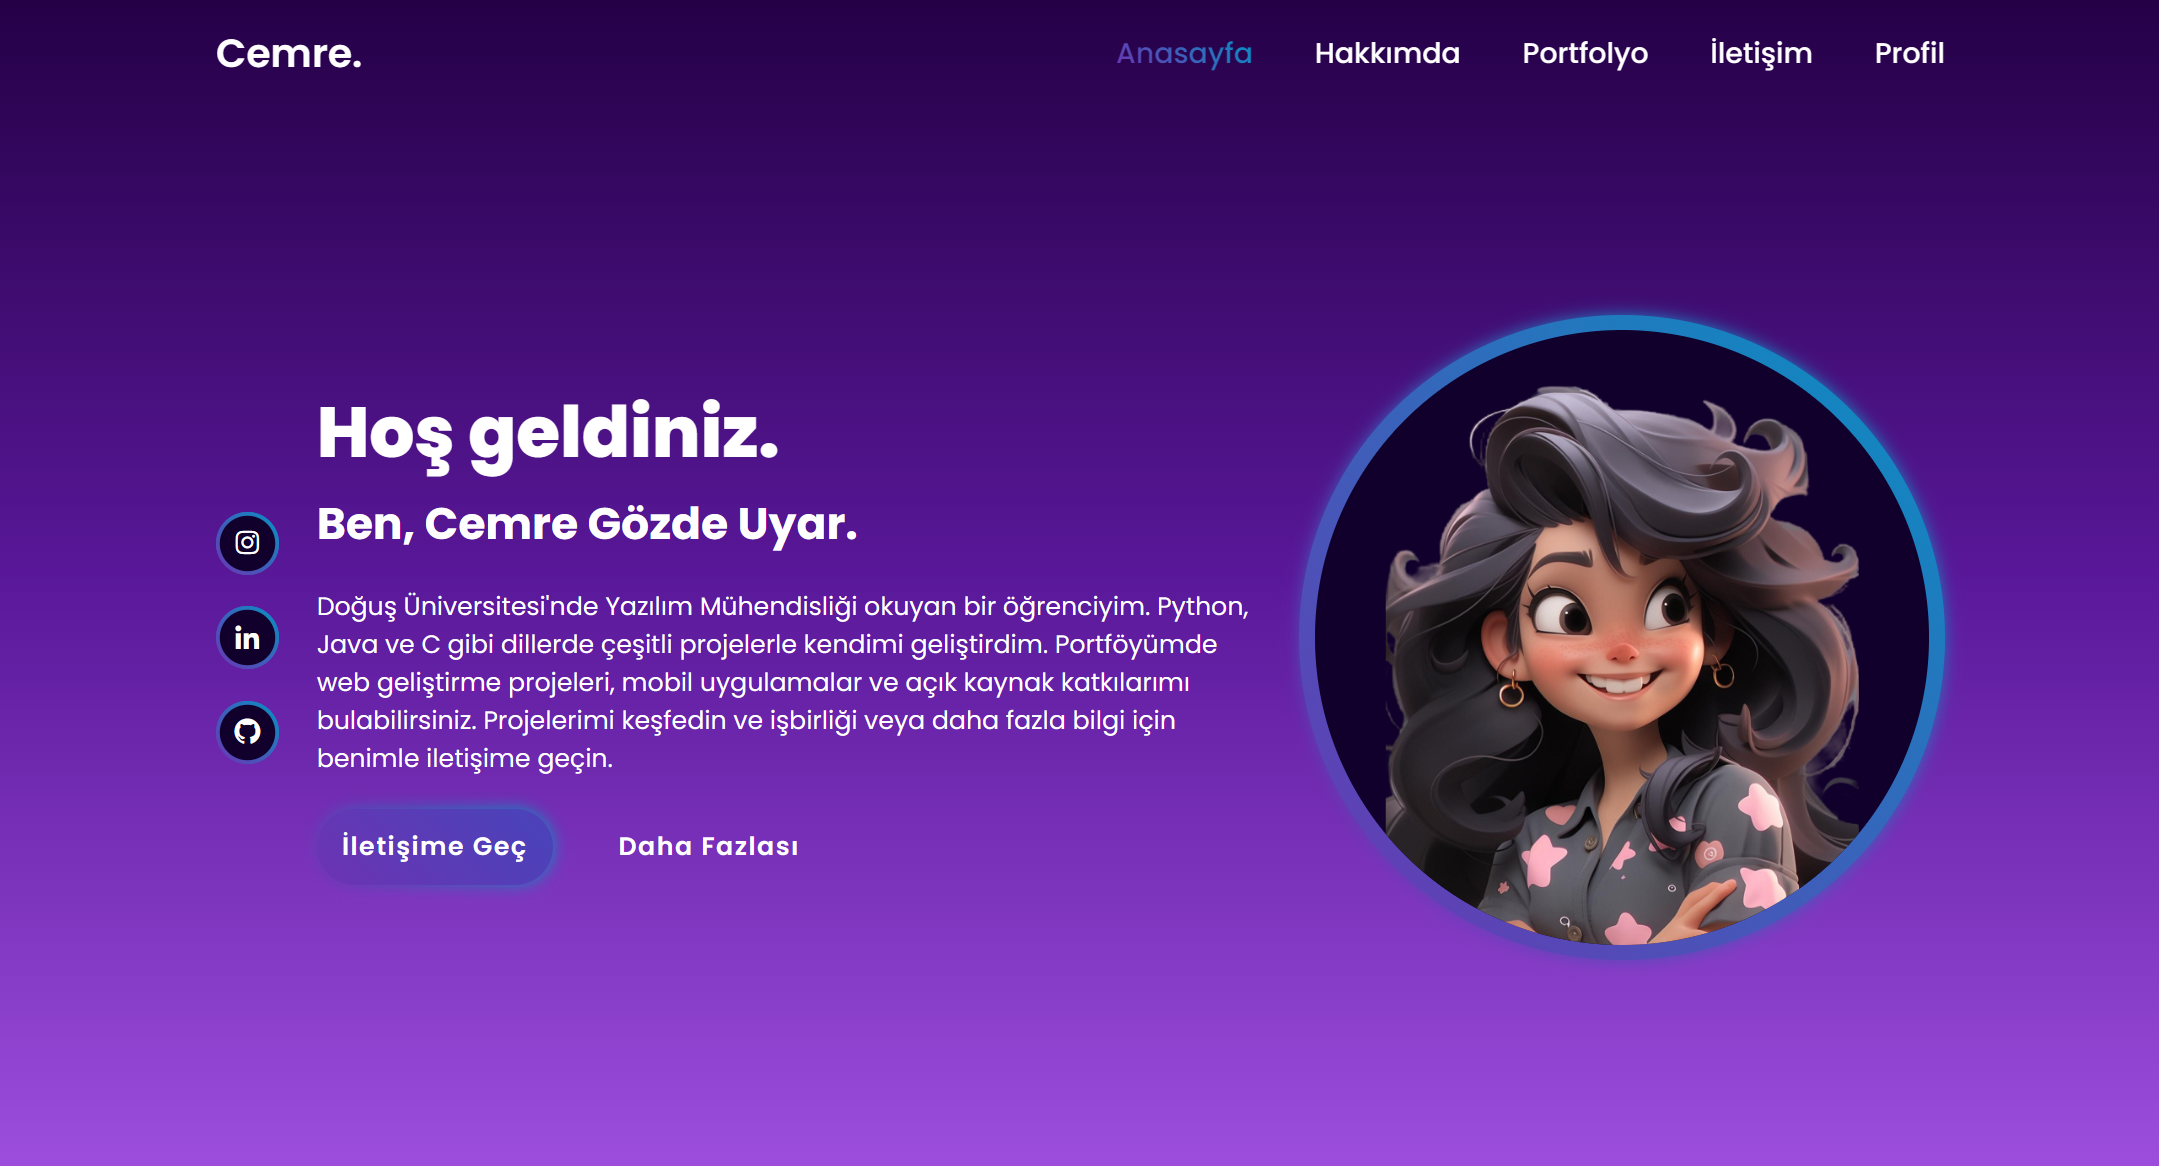 Cemre.
Anasayfa
Hakkımda
Portfolyo
İletişim
Profil
Hoş geldiniz.
Ben, Cemre Gözde Uyar.
Doğuş Üniversitesi'nde Yazılım Mühendisliği okuyan bir öğrenciyim. Python,
Java ve C gibi dillerde çeşitli projelerle kendimi geliştirdim. Portföyümde
web geliştirme projeleri, mobil uygulamalar ve açık kaynak katkılarımı
bulabilirsiniz. Projelerimi keşfedin ve işbirliği veya daha fazla bilgi için
benimle iletişime geçin.
İletişime Geç
Daha Fazlası